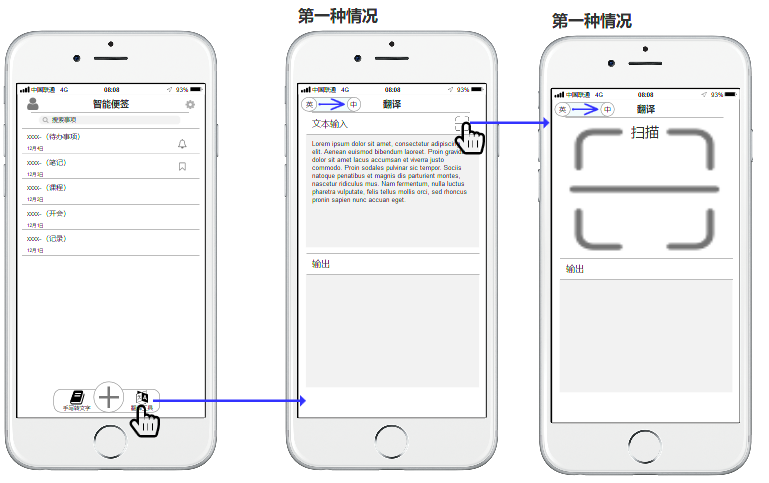 第一种情况
第一种情况
中国联通 4G 08:08 93%
智能便签
搜索事项
xxxx-（待办事项）
12月4日
xxxx-（笔记）
12月3日
xxxx-（课程）
12月2日
xxxx-（开会）
12月1日
xxxx-（记录）
12月1日
手写转文字
中国联通 4G 08:08 93%
英 中 翻译
文本输入
Lorem ipsum dolor sit amet, consectetur adipiscing
elit. Aenean euismod bibendum laoreet. Proin gravida
dolor sit amet lacus accumsan et viverra justo
commodo. Proin sodales pulvinar sic tempor. Sociis
natoque penatibus et magnis dis parturient montes,
nascetur ridiculus mus. Nam fermentum, nulla luctus
pharetra vulputate, felis tellus mollis orci, sed rhoncus
pronin sapien nunc accuan eget.
输出
中国联通 4G 08:08 93%
英 中 翻译
扫描
输出